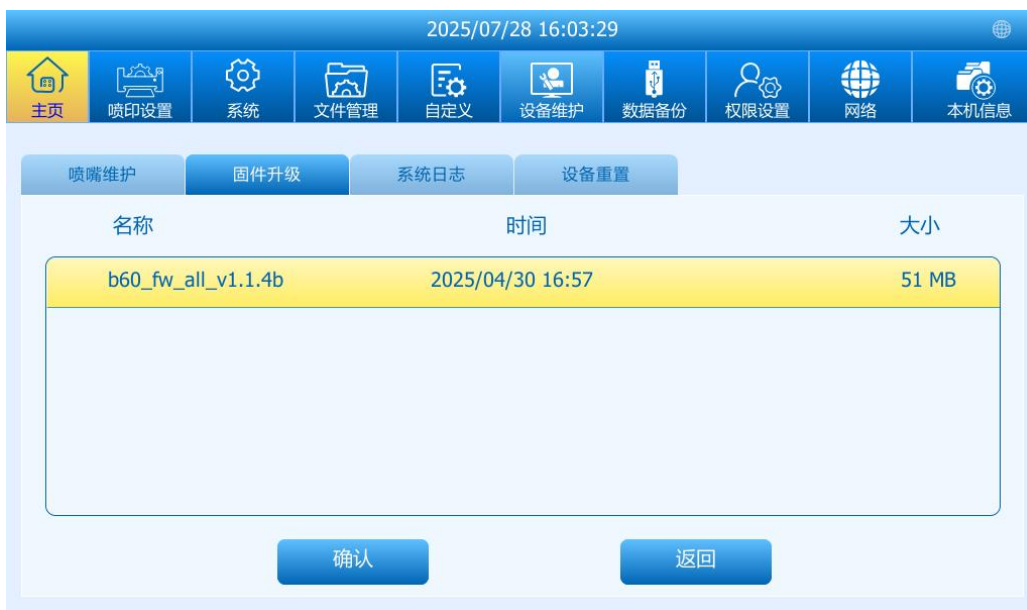 2025/07/28 16:03:29
主页 喷印设置 系统 文件管理 自定义 设备维护 数据备份 权限设置 网络 本机信息
喷嘴维护 固件升级 系统日志 设备重置
名称 时间 大小
b60_fw_all_v1.1.4b 2025/04/30 16:57 51 MB
确认 返回